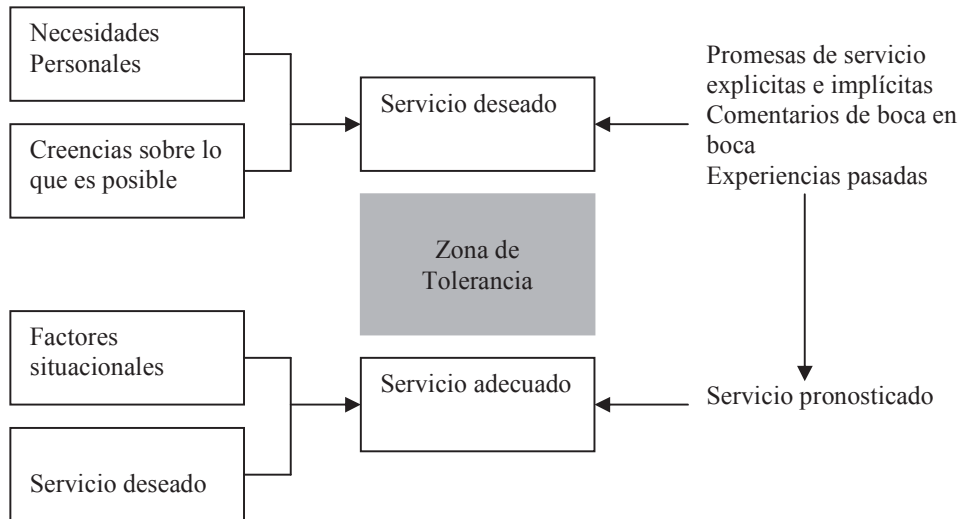 Necesidades
Personales
Creencias sobre lo
que es posible
Servicio deseado
Promesas de servicio
explicitas e implícitas
Comentarios de boca en
boca
Experiencias pasadas
Zona de
Tolerancia
Factores
situacionales
Servicio deseado
Servicio adecuado
Servicio pronosticado